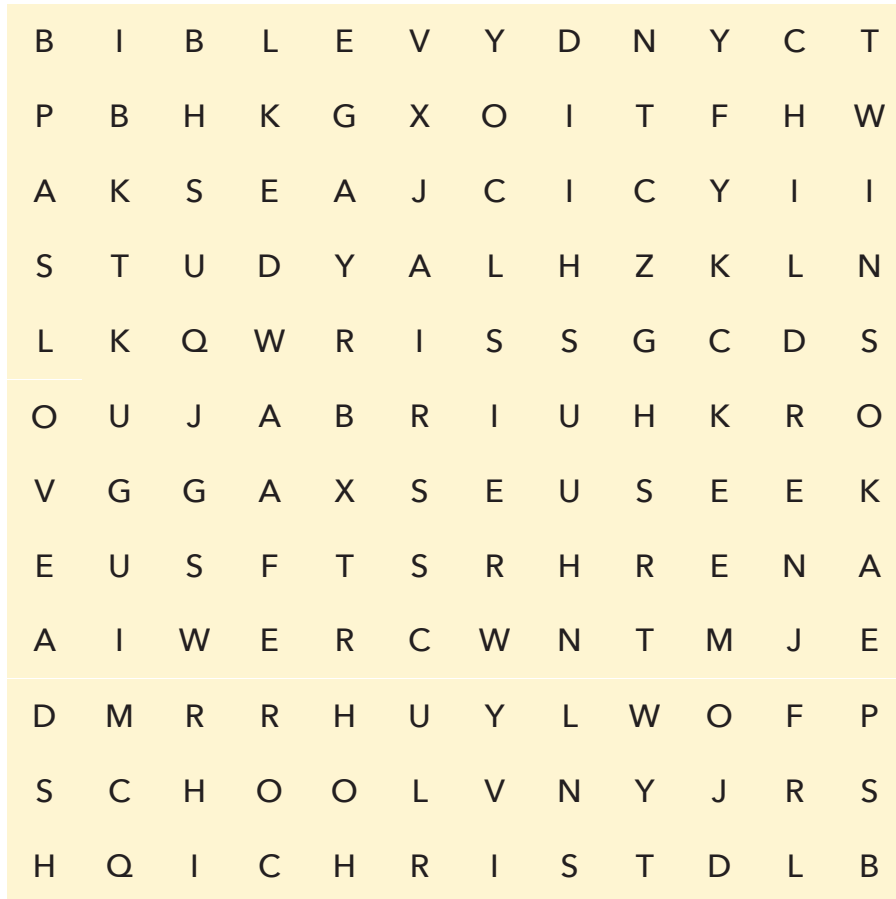 B I B L E V Y D N Y C T
P B H K G X O I T F H W
A K S E A J C I C Y I I
S T U D Y A L H Z K L N
L K Q W R I S S G C D S
O U J A B R I U H K R O
V G G A X S E U S E E K
E U S F T S R H R E N A
A I W E R C W N T M J E
D M R R H U Y L W O F P
S C H O O L V N Y J R S
H Q I C H R I S T D L B